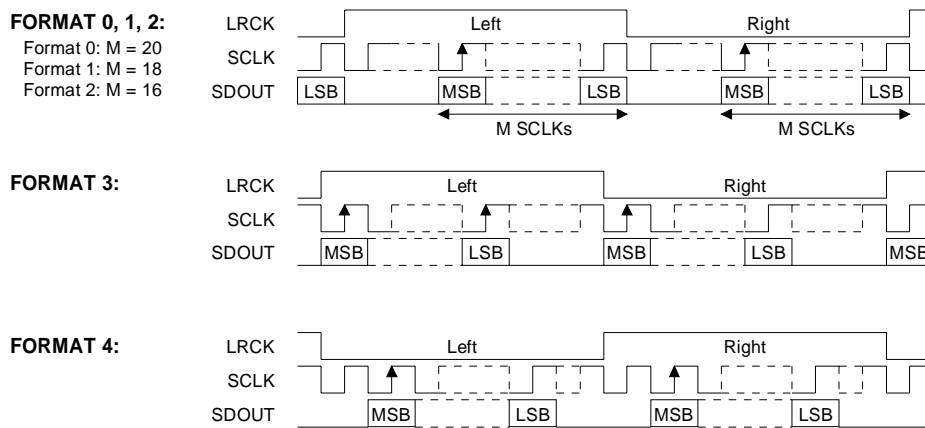 FORMAT 0, 1, 2:
Format 0: M = 20
Format 1: M = 18
Format 2: M = 16
LRCK Left Right
SCLK
SDOUT LSB MSB LSB MSB LSB
M SCLKs M SCLKs
FORMAT 3:
LRCK Left Right
SCLK
SDOUT MSB LSB MSB LSB MSB
FORMAT 4:
LRCK Left Right
SCLK
SDOUT MSB LSB MSB LSB